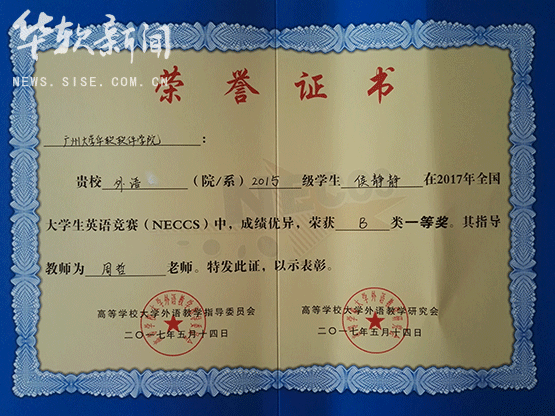 华软新闻
NEWS.SISE.COM.CN
荣誉证书
广州大学华软软件学院：
贵校 外语 （院/系）2015 级学生 侯静静 在2017年全国
大学生英语竞赛（NECCS）中，成绩优异，荣获 B 类一等奖。其指导
教师为 周哲 老师。特发此证，以示表彰。
高等学校大学外语教学指导委员会
二〇一七年五月十四日
高等学校大学外语教学研究会
二〇一七年五月十四日
NECCS